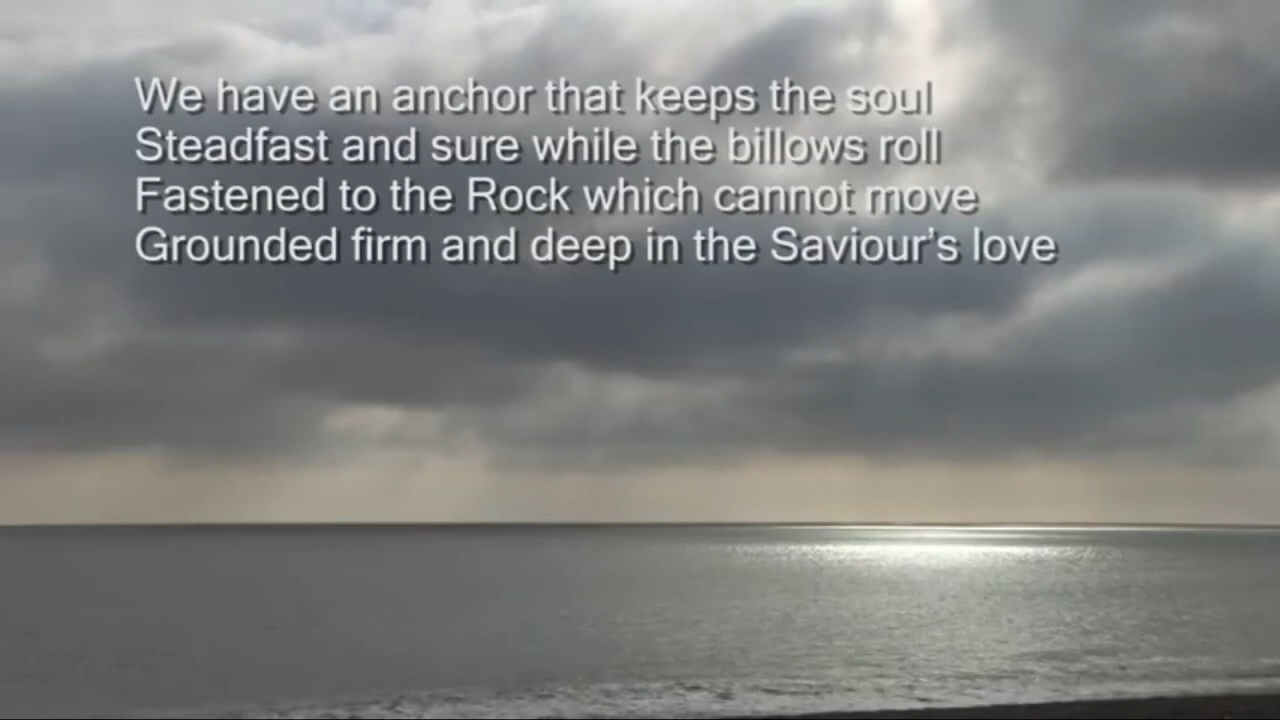 We have an anchor that keeps the soul
Steadfast and sure while the billows roll
Fastened to the Rock which cannot move
Grounded firm and deep in the Saviour’s love